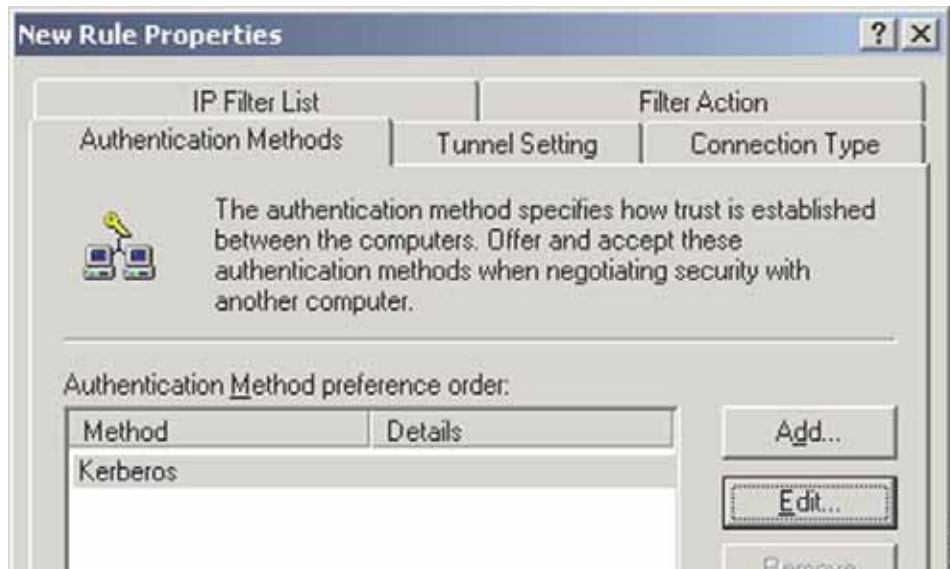 New Rule Properties
IP Filter List
Filter Action
Authentication Methods
Tunnel Setting
Connection Type
The authentication method specifies how trust is established
between the computers. Offer and accept these
authentication methods when negotiating security with
another computer.
Authentication Method preference order:
Method
Details
Add...
Kerberos
Edit...
Remove